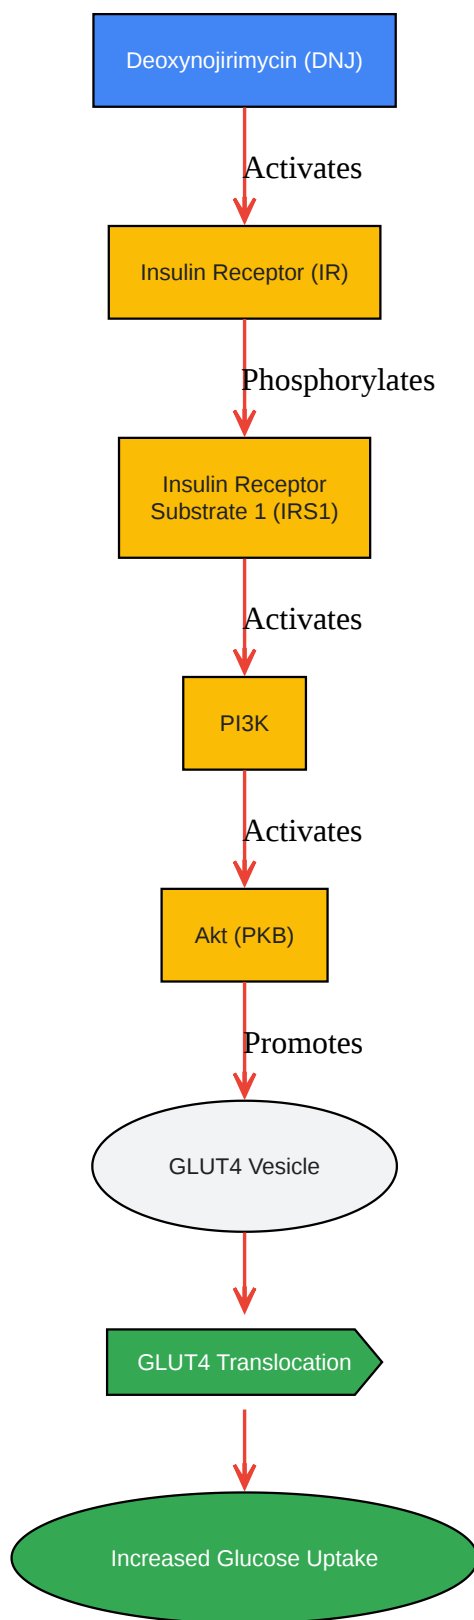 Deoxynojirimycin (DNJ)
Activates
Insulin Receptor (IR)
Phosphorylates
Insulin Receptor
Substrate 1 (IRS1)
Activates
PI3K
Activates
Akt (PKB)
Promotes
GLUT4 Vesicle
GLUT4 Translocation
Increased Glucose Uptake